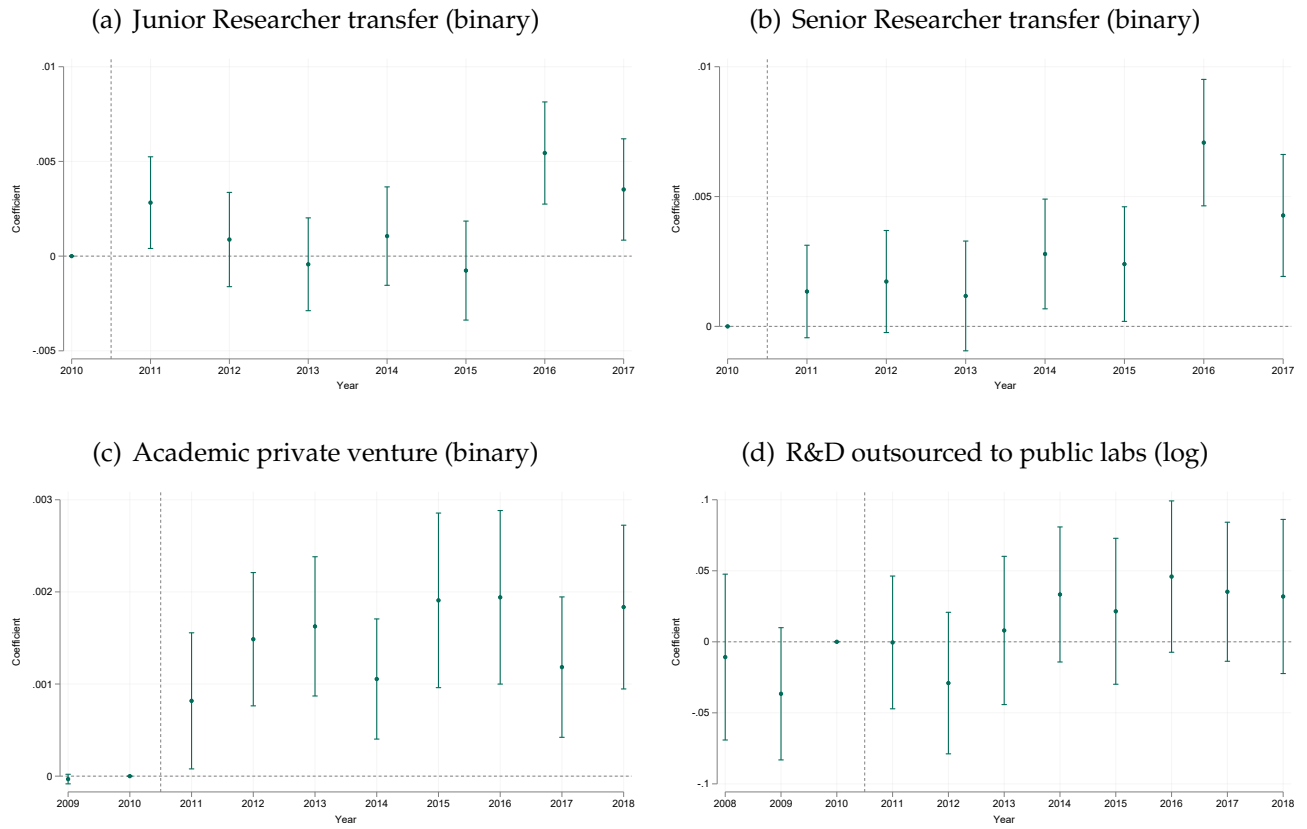 (a) Junior Researcher transfer (binary)
.01
.005
0
-.005
Coefficient
2010 2011 2012 2013 2014 2015 2016 2017
Year
(b) Senior Researcher transfer (binary)
.01
.005
0
Coefficient
2010 2011 2012 2013 2014 2015 2016 2017
Year
(c) Academic private venture (binary)
.003
.002
.001
0
Coefficient
2009 2010 2011 2012 2013 2014 2015 2016 2017 2018
Year
(d) R&D outsourced to public labs (log)
.1
.05
0
-.05
-.1
Coefficient
2008 2009 2010 2011 2012 2013 2014 2015 2016 2017 2018
Year